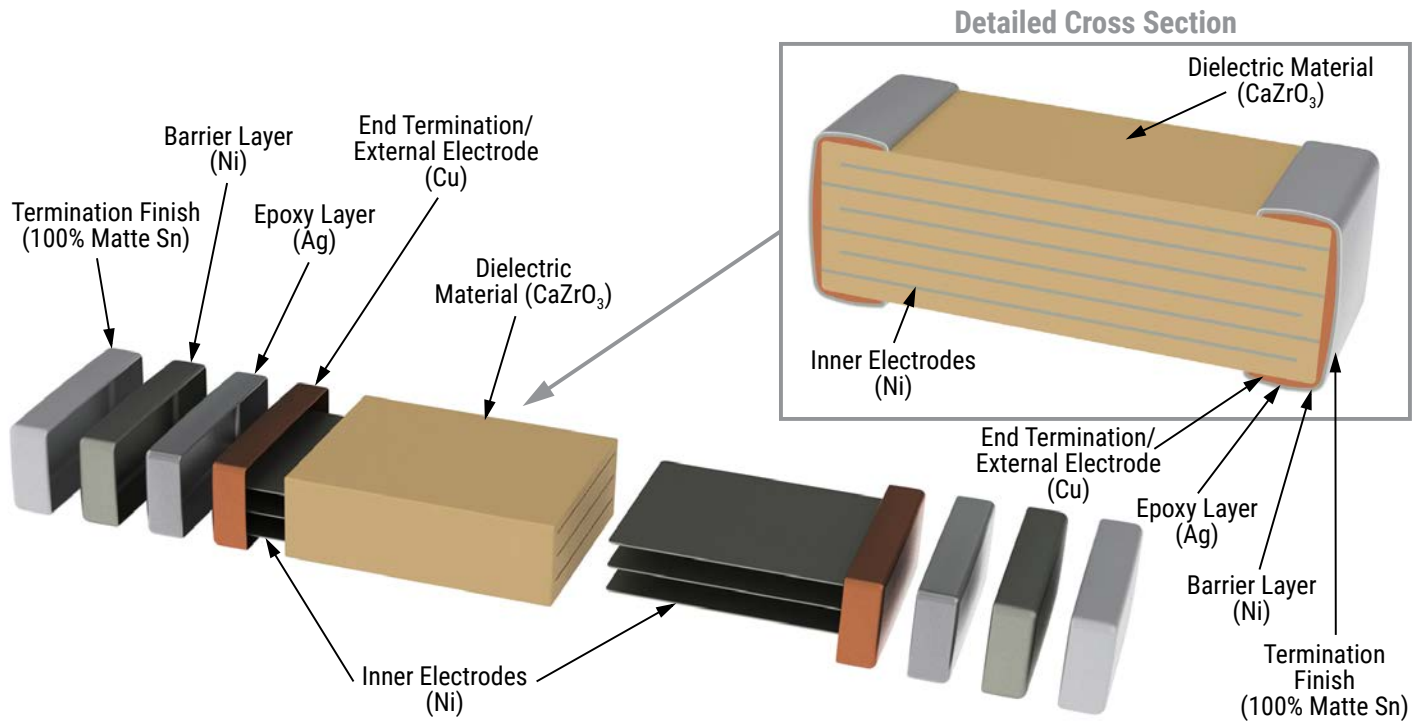 Detailed Cross Section
Dielectric Material
(CaZrO₃)
Inner Electrodes
(Ni)
End Termination/
External Electrode
(Cu)
Epoxy Layer
(Ag)
Barrier Layer
(Ni)
Termination
Finish
(100% Matte Sn)
Termination Finish
(100% Matte Sn)
Barrier Layer
(Ni)
Epoxy Layer
(Ag)
End Termination/
External Electrode
(Cu)
Dielectric
Material (CaZrO₃)
Inner Electrodes
(Ni)